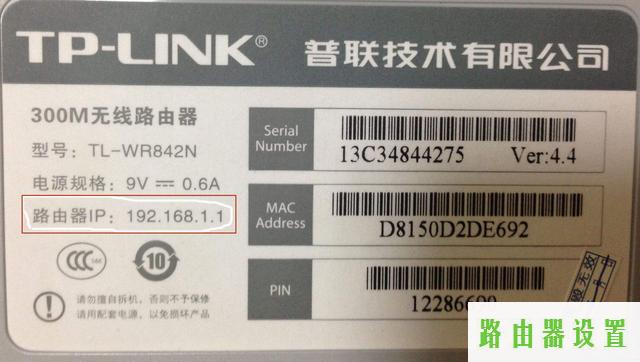 TP-LINK® 普联技术有限公司
300M无线路由器
型号：TL-WR842N
电源规格：9V ⎓ 0.6A
路由器IP：192.168.1.1
10
请勿擅自拆机，否则不予保修
请用配套电源，以免损坏产品
Serial
Number
13C34844275 Ver:4.4
MAC
Address
D8150D2DE692
PIN
路由器设置